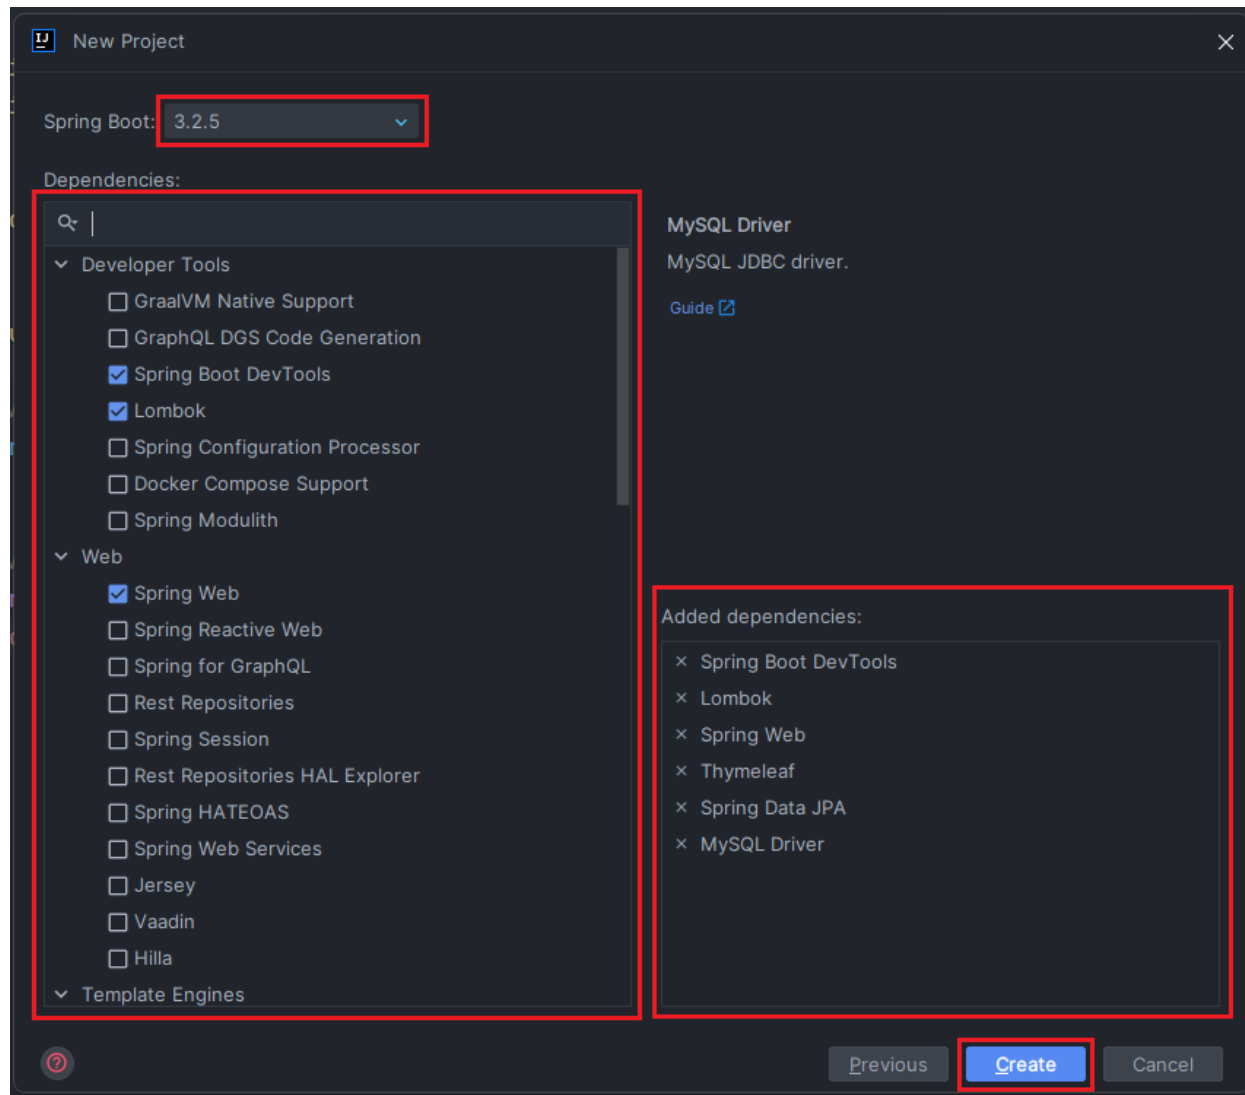 IJ
New Project
Spring Boot: 3.2.5
Dependencies:
Developer Tools
GraalVM Native Support
GraphQL DGS Code Generation
Spring Boot DevTools
Lombok
Spring Configuration Processor
Docker Compose Support
Spring Modulith
Web
Spring Web
Spring Reactive Web
Spring for GraphQL
Rest Repositories
Spring Session
Rest Repositories HAL Explorer
Spring HATEOAS
Spring Web Services
Jersey
Vaadin
Hilla
Template Engines
MySQL Driver
MySQL JDBC driver.
Guide
Added dependencies:
Spring Boot DevTools
Lombok
Spring Web
Thymeleaf
Spring Data JPA
MySQL Driver
?
Previous
Create
Cancel